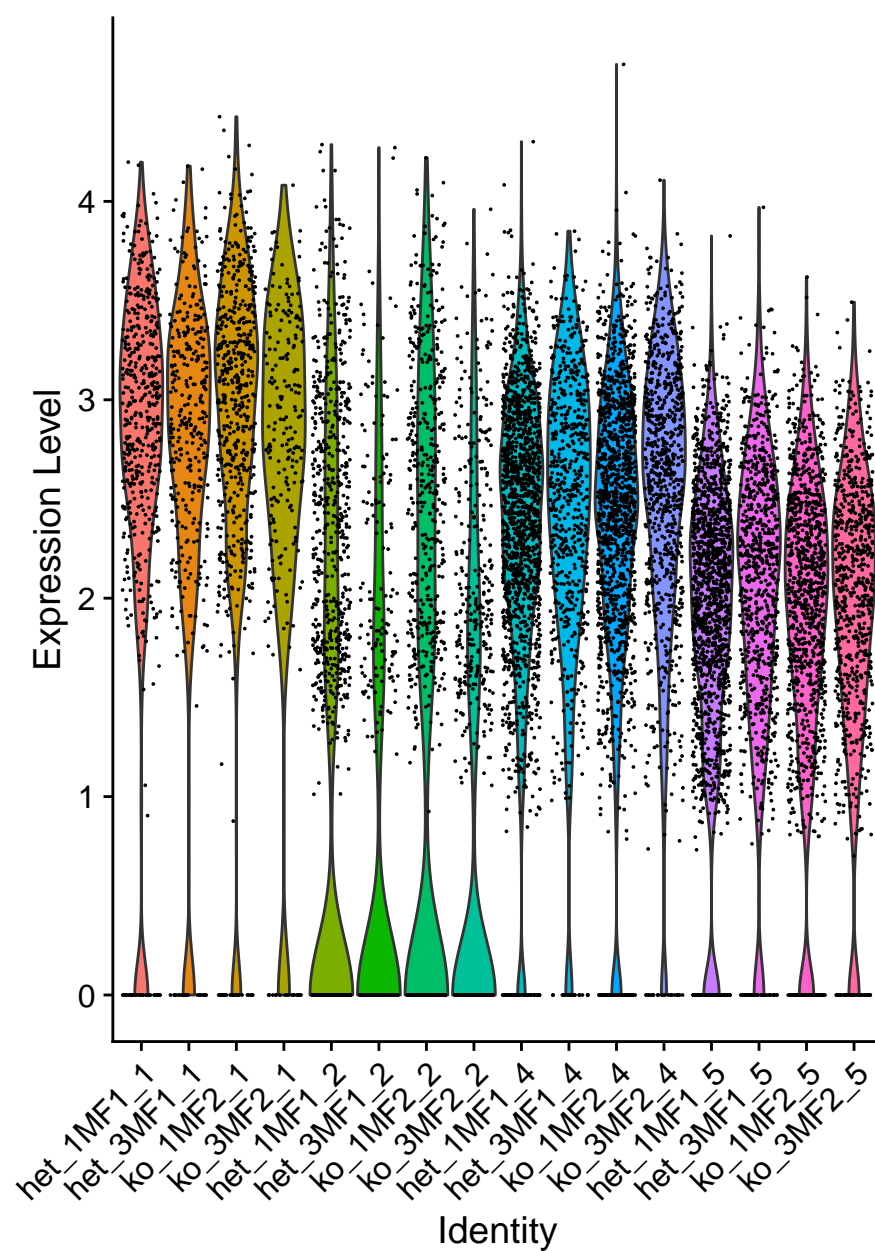 Expression Level
4
3
2
1
0
het_1MF1_1
het_3MF1_1
ko_1MF2_1
ko_3MF2_1
het_1MF1_2
het_3MF1_2
ko_1MF2_2
ko_3MF2_2
het_1MF1_4
het_3MF1_4
ko_1MF2_4
ko_3MF2_4
het_1MF1_5
het_3MF1_5
ko_1MF2_5
ko_3MF2_5
Identity